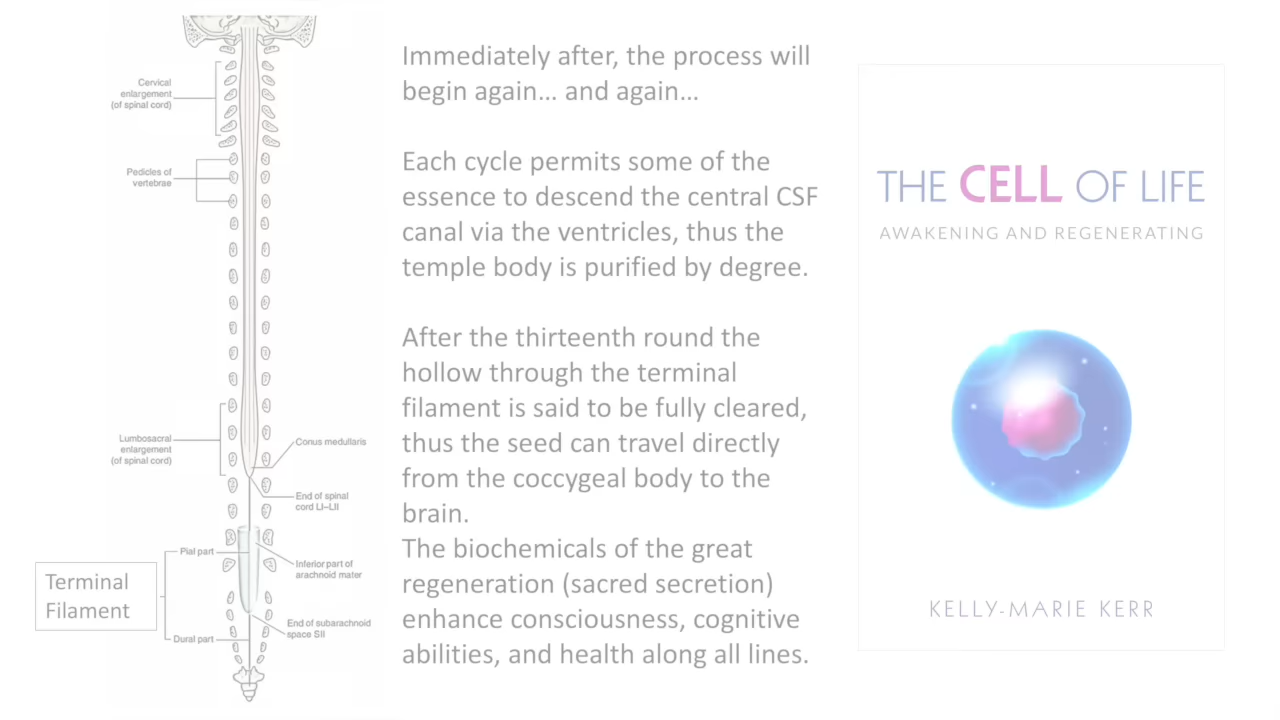 Cervical
enlargement
(of spinal cord)
Pedicles of
vertebrae
Lumbosacral
enlargement
(of spinal cord)
Conus medullaris
End of spinal
cord LI–LII
Pial part
Inferior part of
arachnoid mater
Terminal
Filament
End of subarachnoid
space SII
Dural part
Immediately after, the process will
begin again… and again…
Each cycle permits some of the
essence to descend the central CSF
canal via the ventricles, thus the
temple body is purified by degree.
After the thirteenth round the
hollow through the terminal
filament is said to be fully cleared,
thus the seed can travel directly
from the coccygeal body to the
brain.
The biochemicals of the great
regeneration (sacred secretion)
enhance consciousness, cognitive
abilities, and health along all lines.
THE CELL OF LIFE
AWAKENING AND REGENERATING
KELLY-MARIE KERR